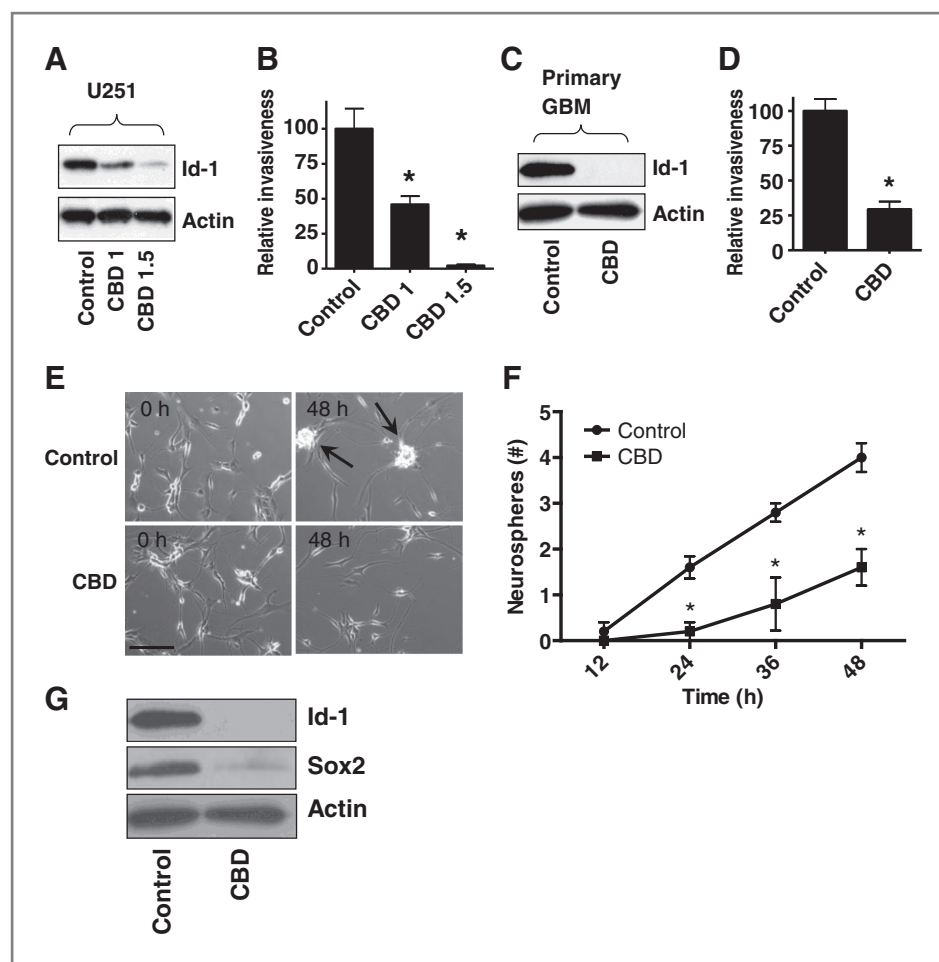 A
U251
Id-1
Actin
Control
CBD 1
CBD 1.5
B
Relative invasiveness
100
75
50
25
0
*
*
Control
CBD 1
CBD 1.5
C
Primary
GBM
Id-1
Actin
Control
CBD
D
Relative invasiveness
100
75
50
25
0
*
Control
CBD
E
0 h
48 h
Control
0 h
48 h
CBD
F
Neurospheres (#)
5
4
3
2
1
0
Control
CBD
*
*
*
12
24
36
48
Time (h)
G
Id-1
Sox2
Actin
Control
CBD